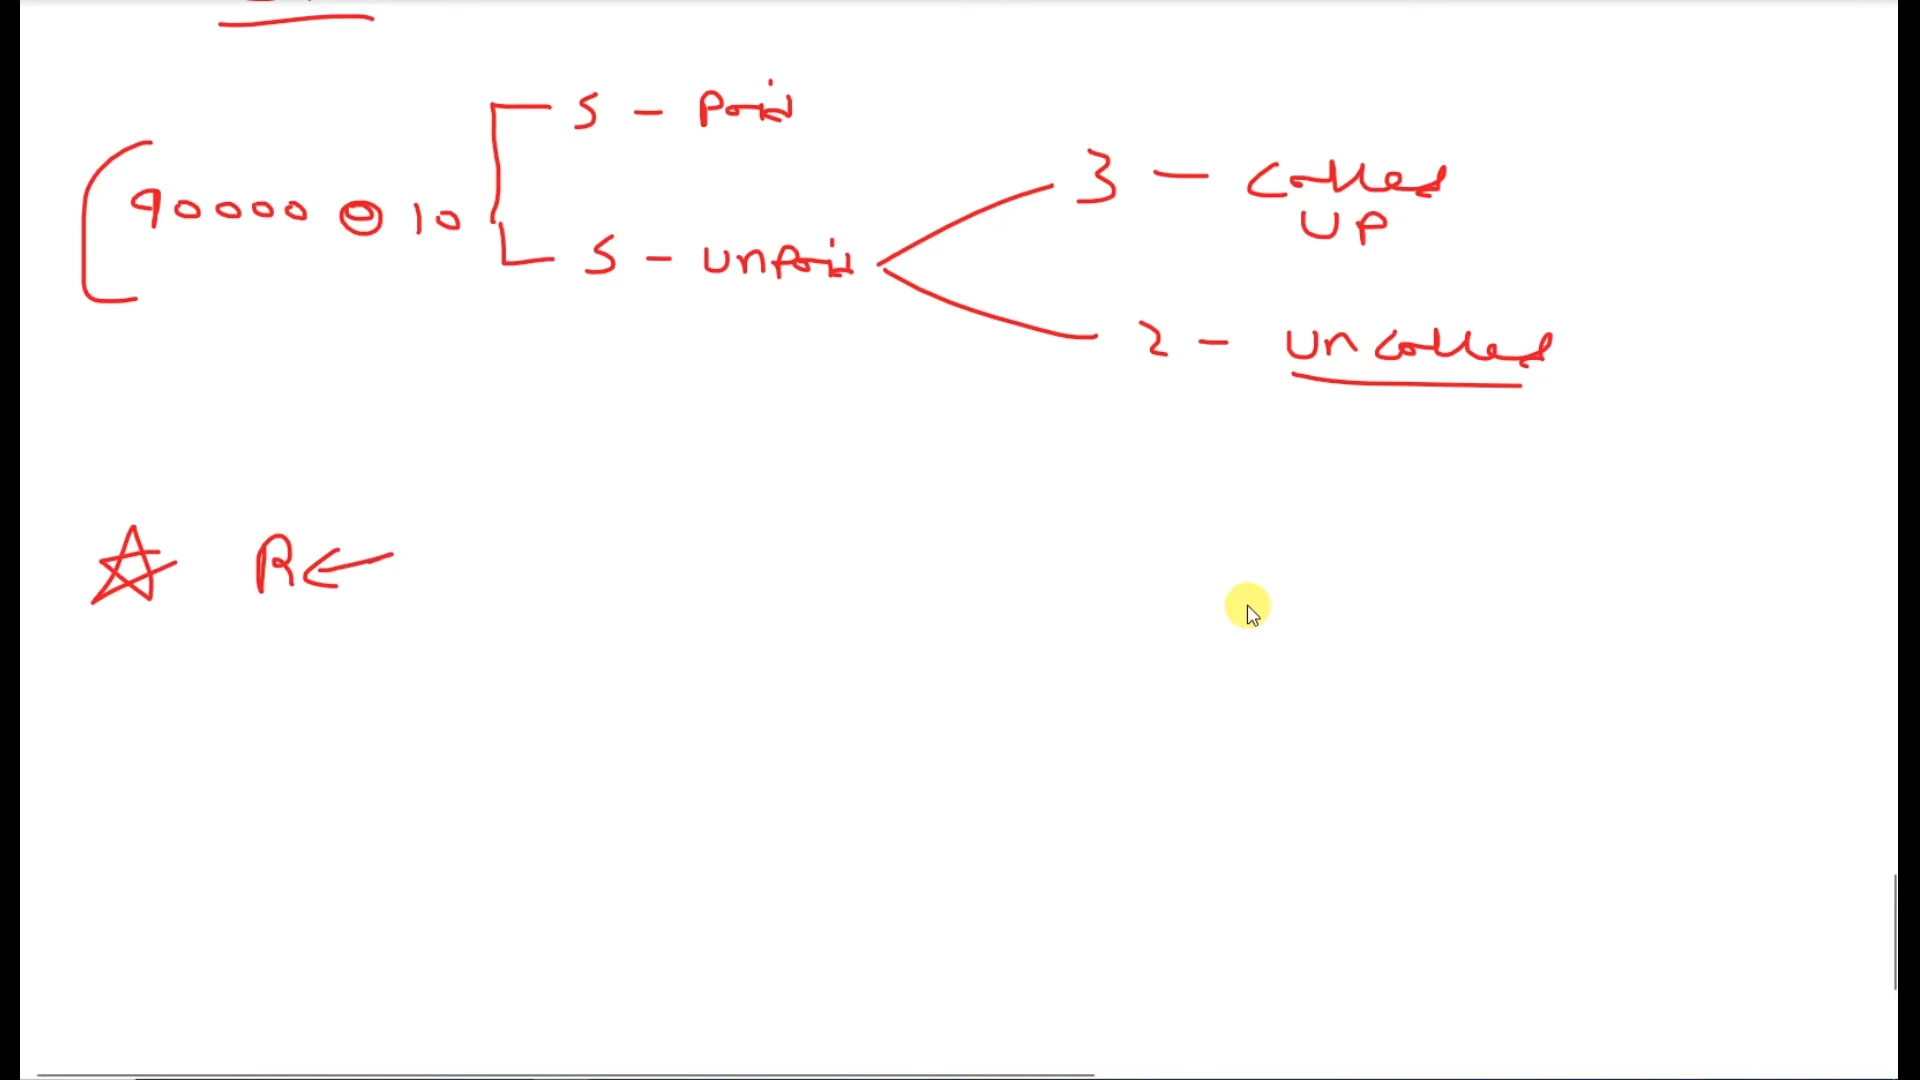 5 - Paid
90000 @ 10
3 - Called
UP
5 - unpaid
2 - uncalled
R